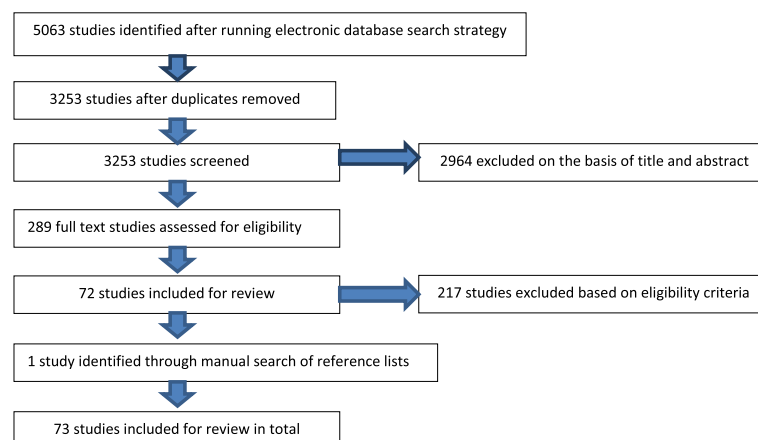 5063 studies identified after running electronic database search strategy
3253 studies after duplicates removed
3253 studies screened
2964 excluded on the basis of title and abstract
289 full text studies assessed for eligibility
72 studies included for review
217 studies excluded based on eligibility criteria
1 study identified through manual search of reference lists
73 studies included for review in total